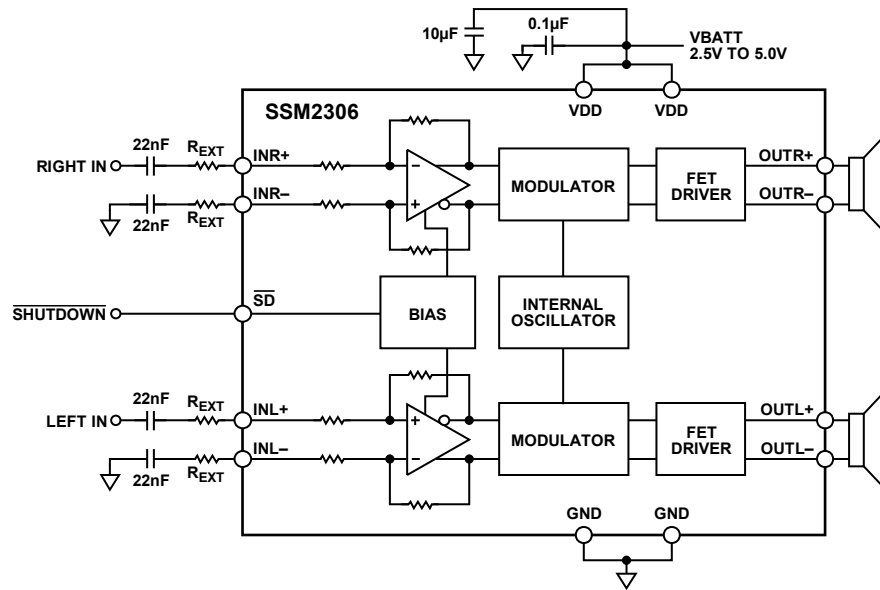 10µF
0.1µF
VBATT
2.5V TO 5.0V
SSM2306
VDD
VDD
22nF
REXT
RIGHT IN
INR+
INR–
22nF
REXT
–
+
MODULATOR
FET
DRIVER
OUTR+
OUTR–
SHUTDOWN
SD
BIAS
INTERNAL
OSCILLATOR
22nF
REXT
LEFT IN
INL+
INL–
22nF
REXT
+
–
MODULATOR
FET
DRIVER
OUTL+
OUTL–
GND
GND